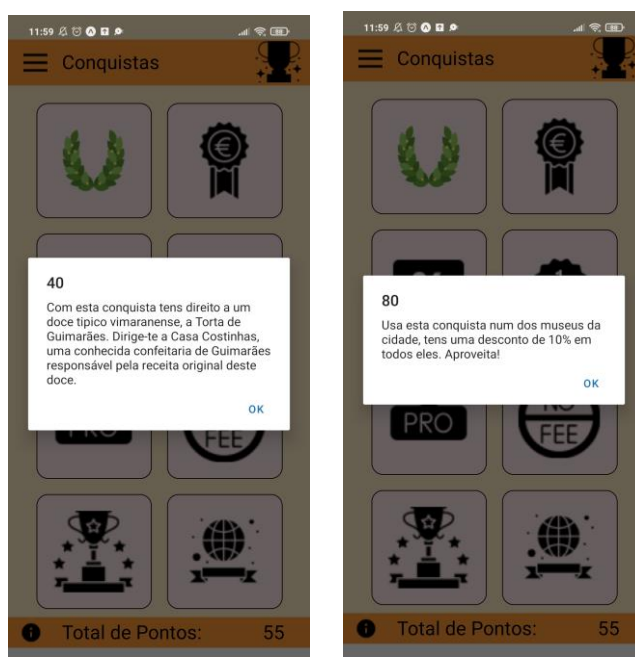 11:59
Conquistas
40
Com esta conquista tens direito a um
doce tipico vimaranense, a Torta de
Guimarães. Dirige-te a Casa Costinhas,
uma conhecida confeitaria de Guimarães
responsável pela receita original deste
doce.
OK
PRO
FEE
Total de Pontos: 55
11:59
Conquistas
80
Usa esta conquista num dos museus da
cidade, tens uma desconto de 10% em
todos eles. Aproveita!
OK
PRO
NO
FEE
Total de Pontos: 55